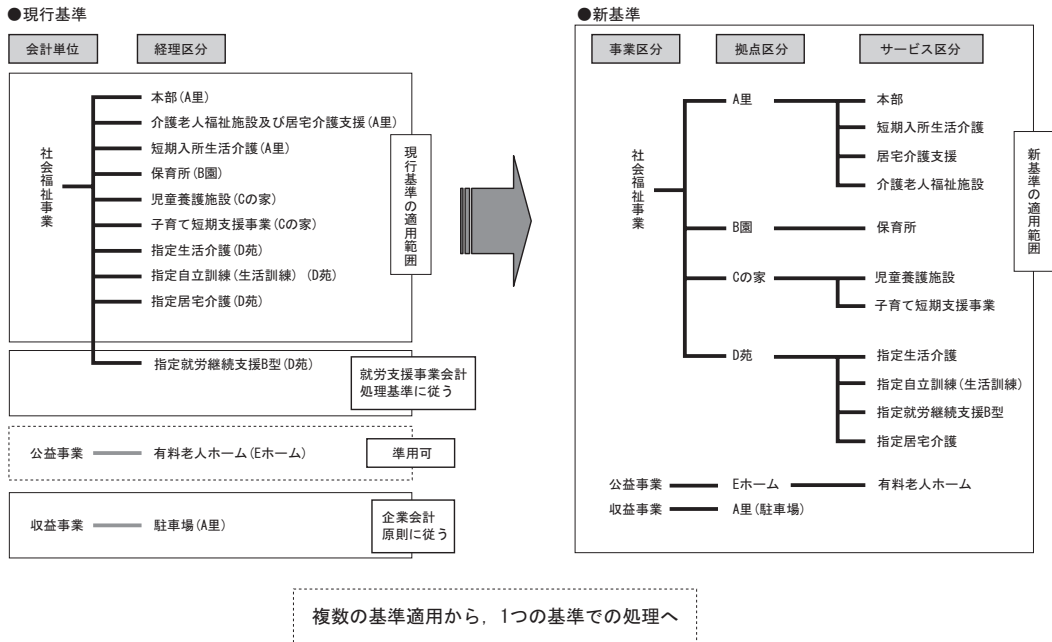 ●現行基準
会計単位
経理区分
社会福祉事業
本部(A里)
介護老人福祉施設及び居宅介護支援(A里)
短期入所生活介護(A里)
保育所(B園)
児童養護施設(Cの家)
子育て短期支援事業(Cの家)
指定生活介護(D苑)
指定自立訓練(生活訓練)(D苑)
指定居宅介護(D苑)
現行基準の適用範囲
指定就労継続支援B型(D苑)
就労支援事業会計
処理基準に従う
公益事業
有料老人ホーム(Eホーム)
準用可
収益事業
駐車場(A里)
企業会計
原則に従う
●新基準
事業区分
拠点区分
サービス区分
社会福祉事業
A里
本部
短期入所生活介護
居宅介護支援
介護老人福祉施設
B園
保育所
Cの家
児童養護施設
子育て短期支援事業
D苑
指定生活介護
指定自立訓練(生活訓練)
指定就労継続支援B型
指定居宅介護
新基準の適用範囲
公益事業
Eホーム
有料老人ホーム
収益事業
A里(駐車場)
複数の基準適用から，1つの基準での処理へ